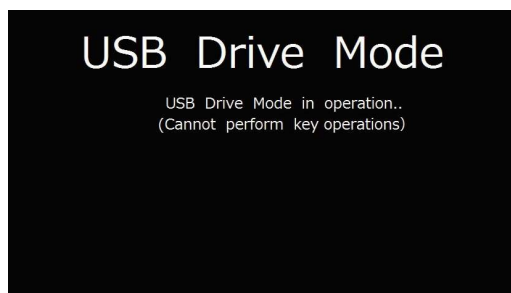 USB Drive Mode
USB Drive Mode in operation..
(Cannot perform key operations)